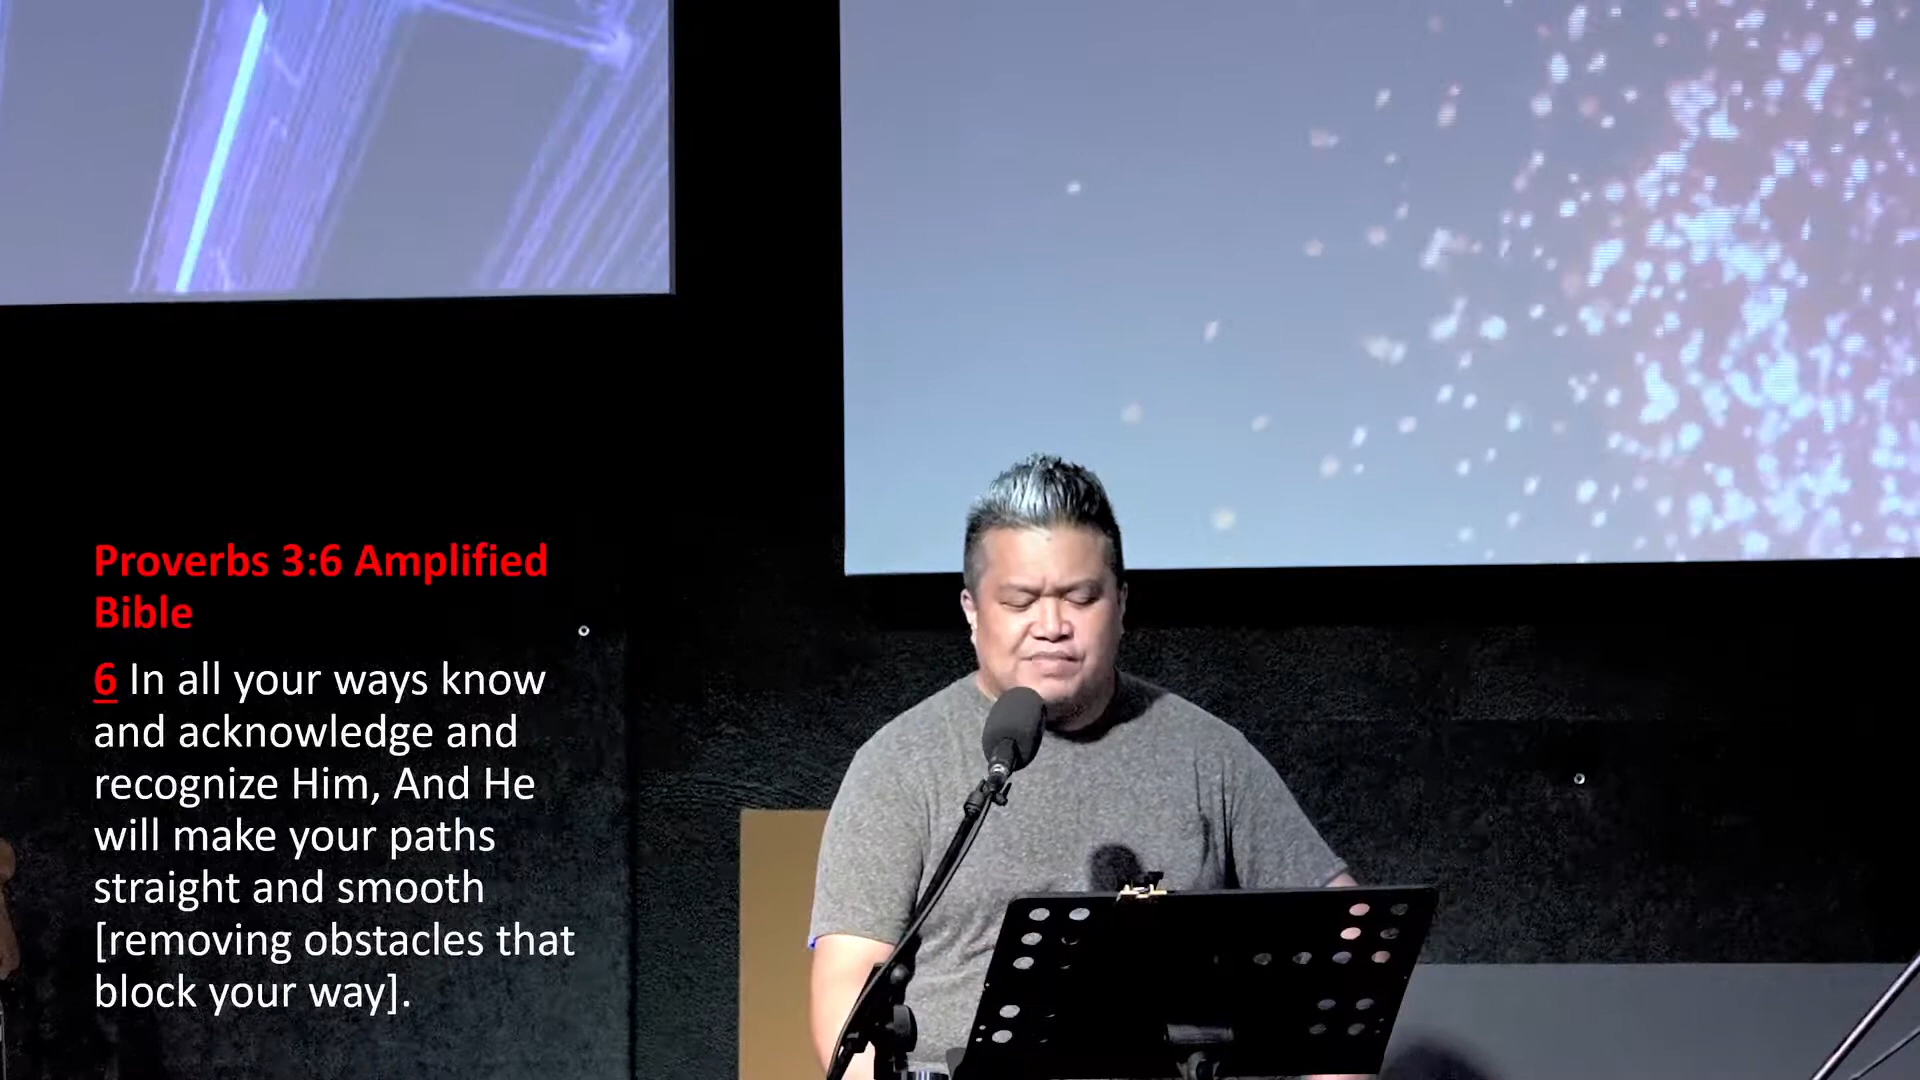 Proverbs 3:6 Amplified
Bible
6 In all your ways know
and acknowledge and
recognize Him, And He
will make your paths
straight and smooth
[removing obstacles that
block your way].